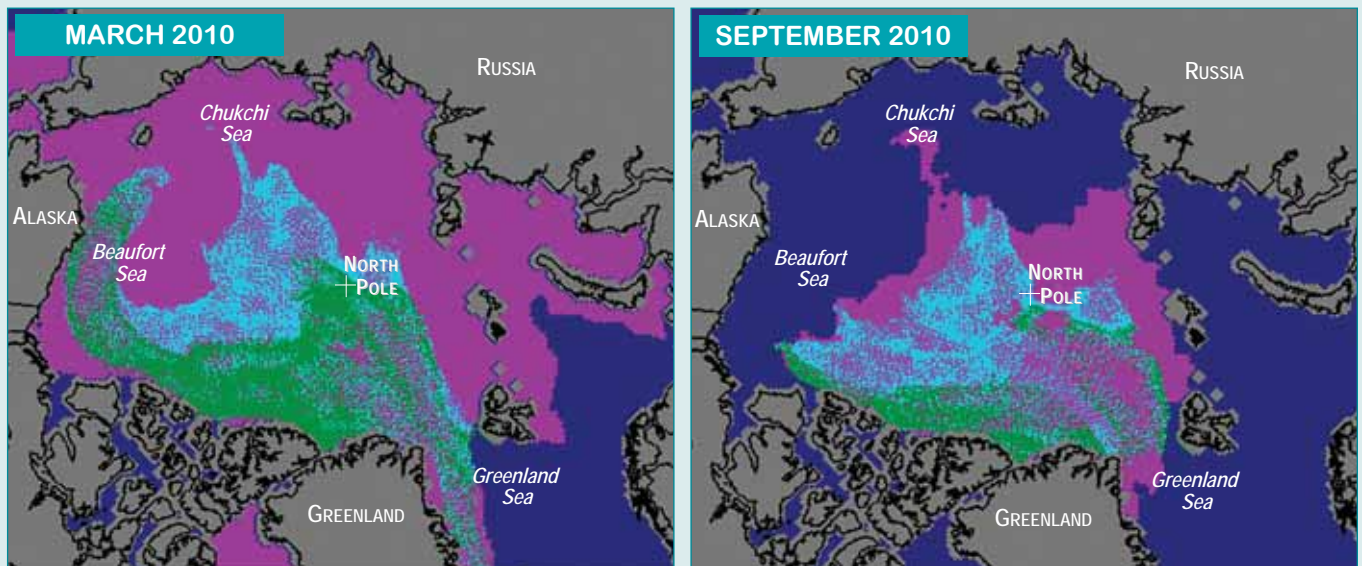 MARCH 2010
RUSSIA
Chukchi
Sea
ALASKA
Beaufort
Sea
NORTH
POLE
Greenland
Sea
GREENLAND
SEPTEMBER 2010
RUSSIA
Chukchi
Sea
ALASKA
Beaufort
Sea
NORTH
POLE
Greenland
Sea
GREENLAND